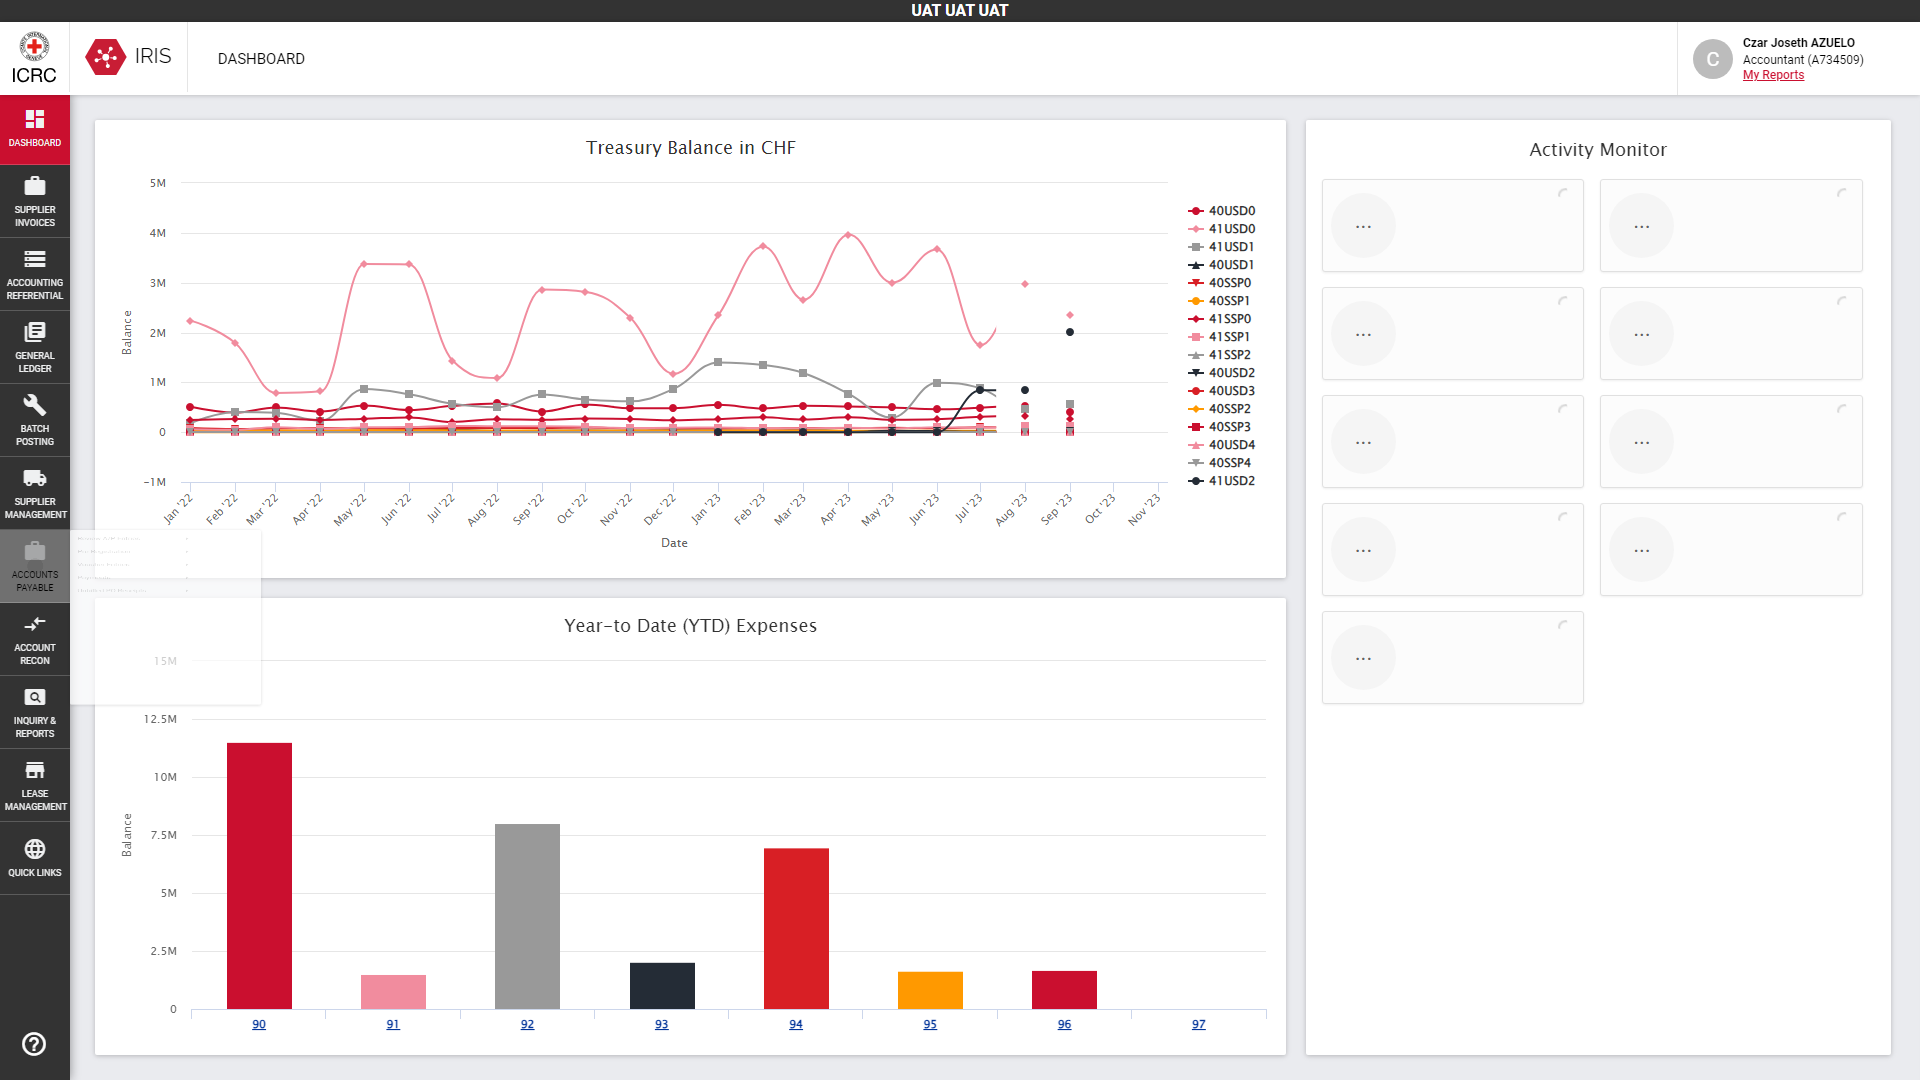 UAT UAT UAT
ICRC
IRIS
DASHBOARD
C
Czar Joseth AZUELO
Accountant (A734509)
My Reports
DASHBOARD
SUPPLIER
INVOICES
ACCOUNTING
REFERENTIAL
GENERAL
LEDGER
BATCH
POSTING
SUPPLIER
MANAGEMENT
ACCOUNTS
PAYABLE
ACCOUNT
RECON
INQUIRY &
REPORTS
LEASE
MANAGEMENT
QUICK LINKS
Treasury Balance in CHF
Balance
5M
4M
3M
2M
1M
0
-1M
Jan '22
Feb '22
Mar '22
Apr '22
May '22
Jun '22
Jul '22
Aug '22
Sep '22
Oct '22
Nov '22
Dec '22
Jan '23
Feb '23
Mar '23
Apr '23
May '23
Jun '23
Jul '23
Aug '23
Sep '23
Oct '23
Nov '23
Date
40USD0
41USD0
41USD1
40USD1
40SSP0
40SSP1
41SSP0
41SSP1
41SSP2
40USD2
40USD3
40SSP2
40SSP3
40USD4
40SSP4
41USD2
Year-to Date (YTD) Expenses
Balance
15M
12.5M
10M
7.5M
5M
2.5M
0
90
91
92
93
94
95
96
97
Activity Monitor
...
...
...
...
...
...
...
...
...